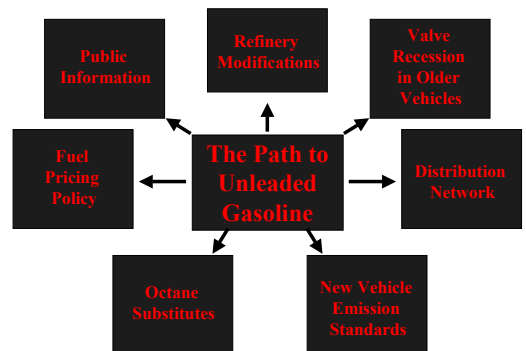 Public
Information
Refinery
Modifications
Valve
Recession
in Older
Vehicles
Fuel
Pricing
Policy
The Path to
Unleaded
Gasoline
Distribution
Network
Octane
Substitutes
New Vehicle
Emission
Standards